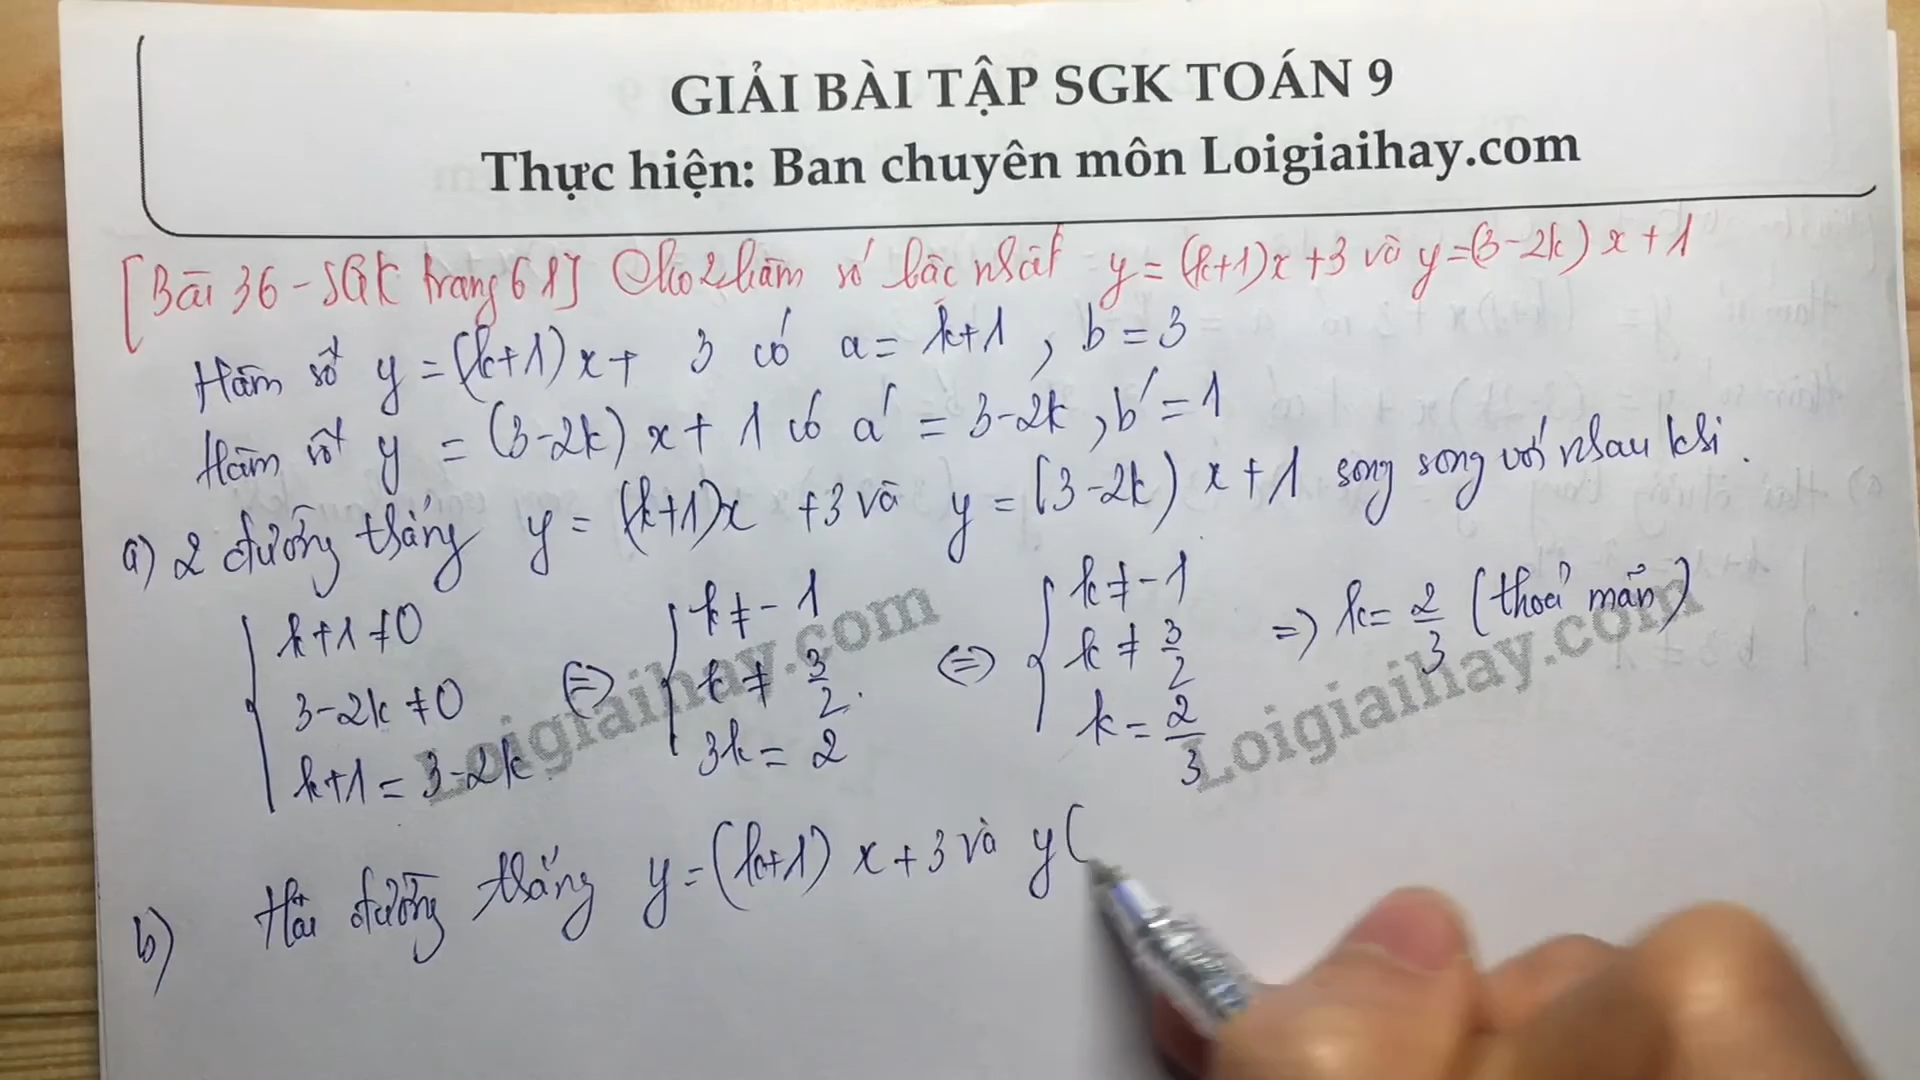 GIẢI BÀI TẬP SGK TOÁN 9
Thực hiện: Ban chuyên môn Loigiaihay.com
[Bài 36 - SGK trang 61] Cho 2 hàm số bậc nhất y = (k+1)x + 3 và y = (3 - 2k) x + 1
Hàm số y = (k+1) x + 3 có a = k+1 , b = 3
Hàm số y = (3-2k) x + 1 có a' = 3-2k , b' = 1
a) 2 đường thẳng y = (k+1)x + 3 và y = (3-2k) x + 1 song song với nhau khi .
k+1 ≠ 0 k ≠ -1 k ≠ -1
3-2k ≠ 0 <=> k ≠ 3/2 . <=> k ≠ 3/2 => k = 2/3 (thoả mãn)
k+1 = 3-2k 3k = 2 k = 2/3
b) Hai đường thẳng y = (k+1) x + 3 và y (
Loigiaihay.com
Loigiaihay.com